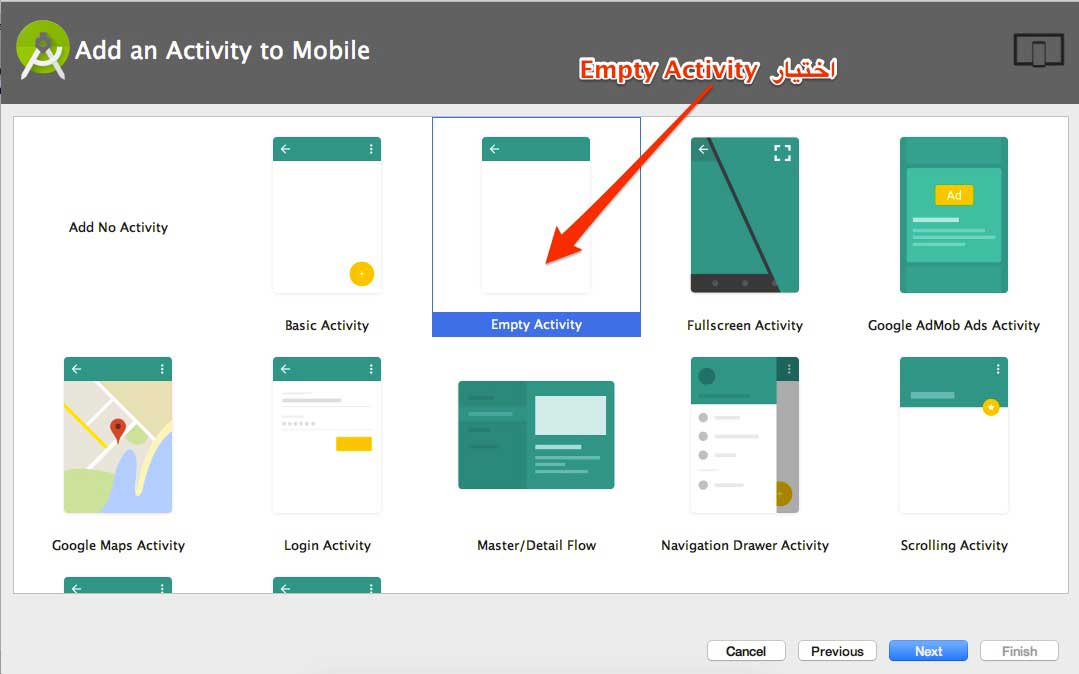 Add an Activity to Mobile
اختيار Empty Activity
Add No Activity
Basic Activity
Empty Activity
Ad
Fullscreen Activity
Google AdMob Ads Activity
Google Maps Activity
Login Activity
Master/Detail Flow
Navigation Drawer Activity
Scrolling Activity
Cancel
Previous
Next
Finish